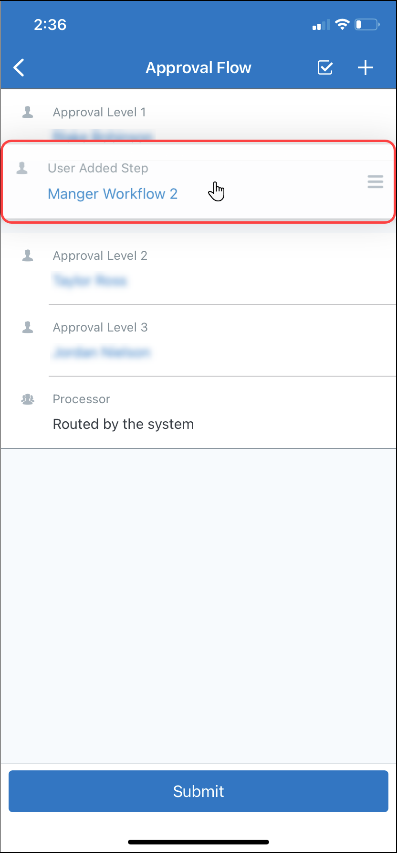 2:36
Approval Flow
Approval Level 1
User Added Step
Manger Workflow 2
Approval Level 2
Approval Level 3
Processor
Routed by the system
Submit